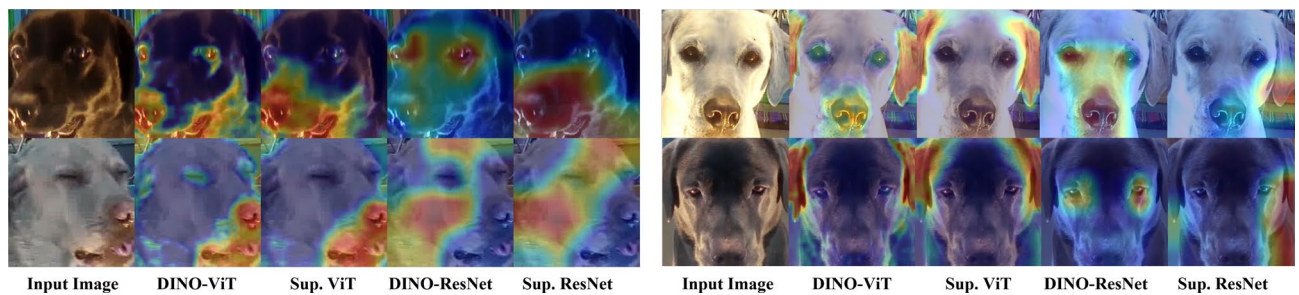 Input Image DINO-ViT Sup. ViT DINO-ResNet Sup. ResNet Input Image DINO-ViT Sup. ViT DINO-ResNet Sup. ResNet